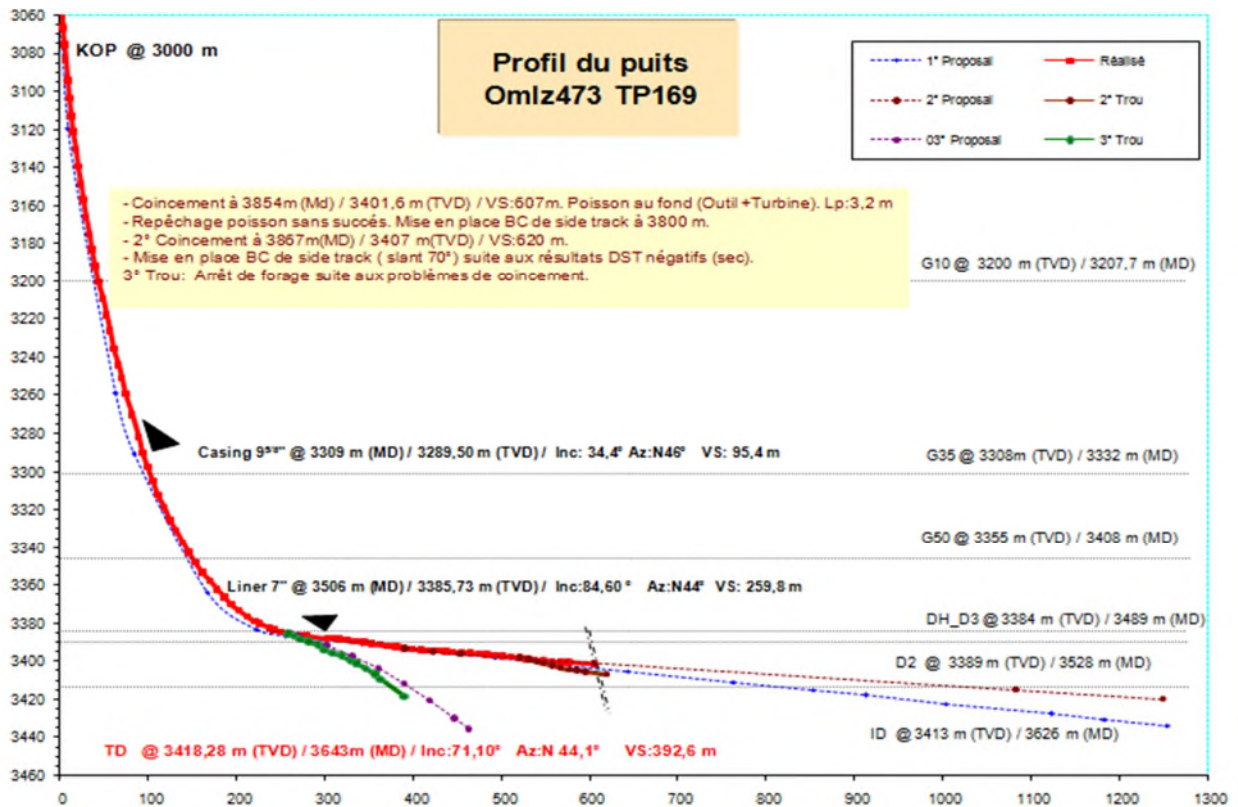 Profil du puits
Omlz473 TP169
KOP @ 3000 m
1° Proposal
Réalisé
2° Proposal
2° Trou
03° Proposal
3° Trou
- Coincement à 3854m (Md) / 3401,6 m (TVD) / VS:607m. Poisson au fond (Outil +Turbine). Lp:3,2 m
- Repêchage poisson sans succés. Mise en place BC de side track à 3800 m.
- 2° Coincement à 3867m(MD) / 3407 m(TVD) / VS:620 m.
- Mise en place BC de side track ( slant 70°) suite aux résultats DST négatifs (sec).
3° Trou: Arrêt de forage suite aux problèmes de coincement.
G10 @ 3200 m (TVD) / 3207,7 m (MD)
Casing 9⁵/⁸" @ 3309 m (MD) / 3289,50 m (TVD) / Inc: 34,4° Az:N46° VS: 95,4 m
G35 @ 3308m (TVD) / 3332 m (MD)
G50 @ 3355 m (TVD) / 3408 m (MD)
Liner 7" @ 3506 m (MD) / 3385,73 m (TVD) / Inc:84,60 ° Az:N44° VS: 259,8 m
DH_D3 @ 3384 m (TVD) / 3489 m (MD)
D2 @ 3389 m (TVD) / 3528 m (MD)
ID @ 3413 m (TVD) / 3626 m (MD)
TD @ 3418,28 m (TVD) / 3643m (MD) / Inc:71,10° Az:N 44,1° VS:392,6 m
3060
3080
3100
3120
3140
3160
3180
3200
3220
3240
3260
3280
3300
3320
3340
3360
3380
3400
3420
3440
3460
0 100 200 300 400 500 600 700 800 900 1000 1100 1200 1300